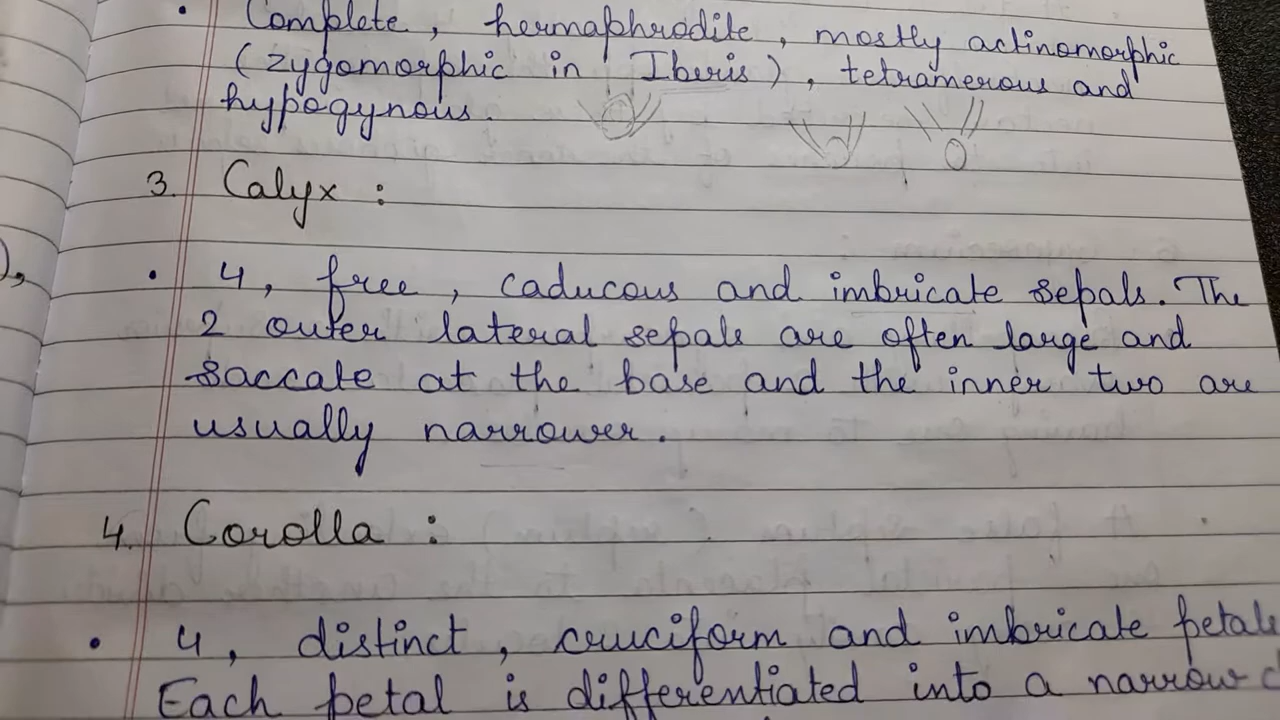 • Complete, hermaphrodite, mostly actinomorphic
(zygomorphic in Iberis), tetramerous and
hypogynous.
3. Calyx :
),
• 4, free, caducous and imbricate sepals. The
2 outer lateral sepals are often large and
saccate at the base and the inner two are
usually narrower.
4. Corolla :
• 4, distinct, cruciform and imbricate petals
Each petal is differentiated into a narrow